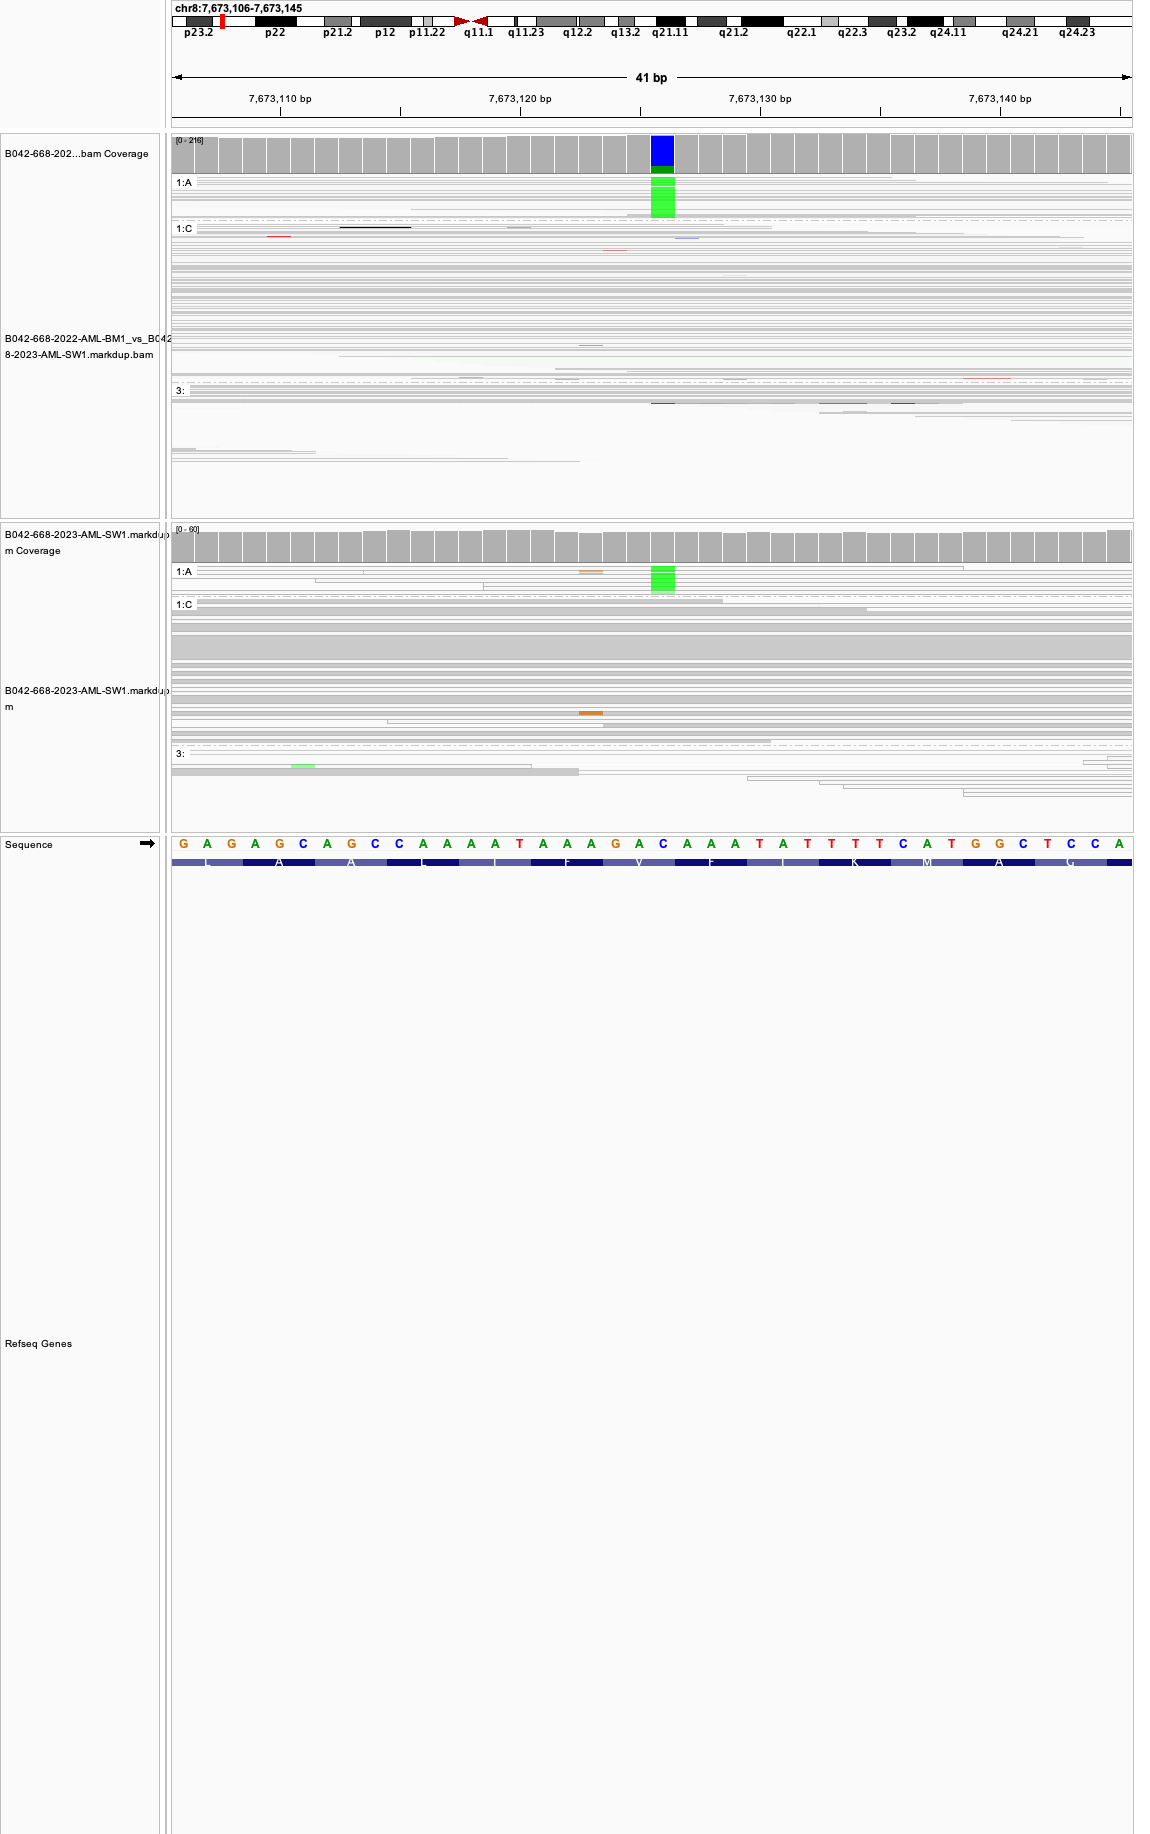 chr8:7,673,106-7,673,145
p23.2 p22 p21.2 p12 p11.22 q11.1 q11.23 q12.2 q13.2 q21.11 q21.2 q22.1 q22.3 q23.2 q24.11 q24.21 q24.23
41 bp
7,673,110 bp 7,673,120 bp 7,673,130 bp 7,673,140 bp
[0 - 216]
B042-668-202...bam Coverage
1:A
1:C
B042-668-2022-AML-BM1_vs_B042
8-2023-AML-SW1.markdup.bam
3:
[0 - 60]
B042-668-2023-AML-SW1.markdup
m Coverage
1:A
1:C
B042-668-2023-AML-SW1.markdup
m
3:
Sequence G A G A G C A G C C A A A A T A A A G A C A A A T A T T T T C A T G G C T C C A
L A A L I F V F I K M A G
Refseq Genes